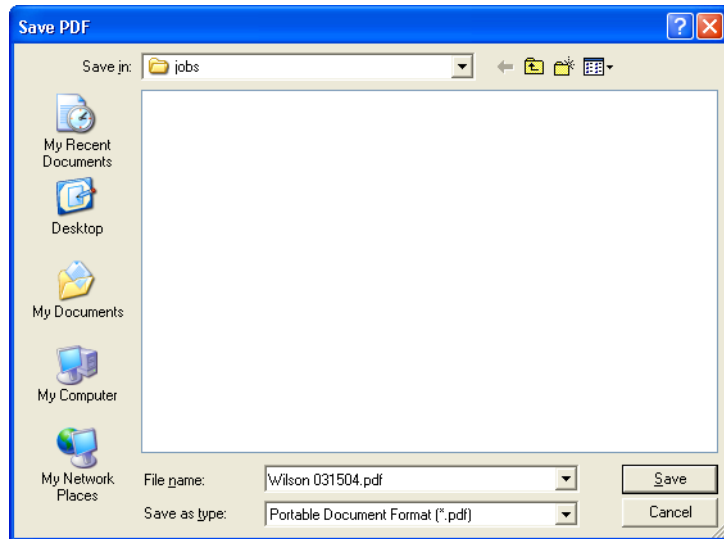 Save PDF
Save in:
jobs
My Recent
Documents
Desktop
My Documents
My Computer
My Network
Places
File name:
Wilson 031504.pdf
Save
Save as type:
Portable Document Format (*.pdf)
Cancel